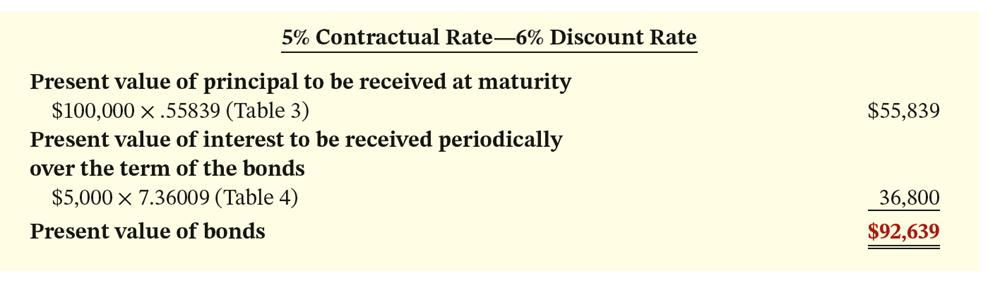 5% Contractual Rate—6% Discount Rate
Present value of principal to be received at maturity
$100,000 × .55839 (Table 3) $55,839
Present value of interest to be received periodically
over the term of the bonds
$5,000 × 7.36009 (Table 4) 36,800
Present value of bonds $92,639